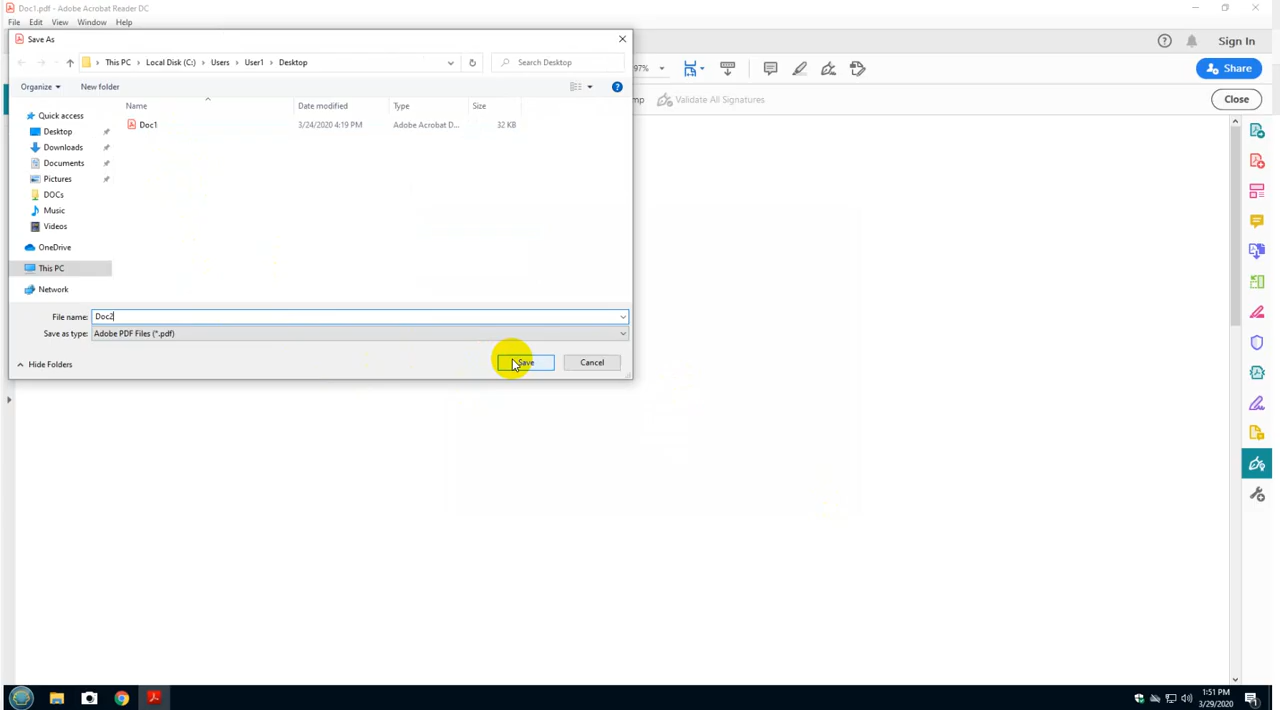 Doc1.pdf - Adobe Acrobat Reader DC
File Edit View Window Help
Save As
This PC Local Disk (C:) Users User1 Desktop
Search Desktop
Sign In
97%
Share
Organize New folder
mp Validate All Signatures
Close
Name Date modified Type Size
Doc1 3/24/2020 4:19 PM Adobe Acrobat D... 32 KB
Quick access
Desktop
Downloads
Documents
Pictures
DOCs
Music
Videos
OneDrive
This PC
Network
File name: Doc2
Save as type: Adobe PDF Files (*.pdf)
Hide Folders
Save Cancel
1:51 PM
3/29/2020